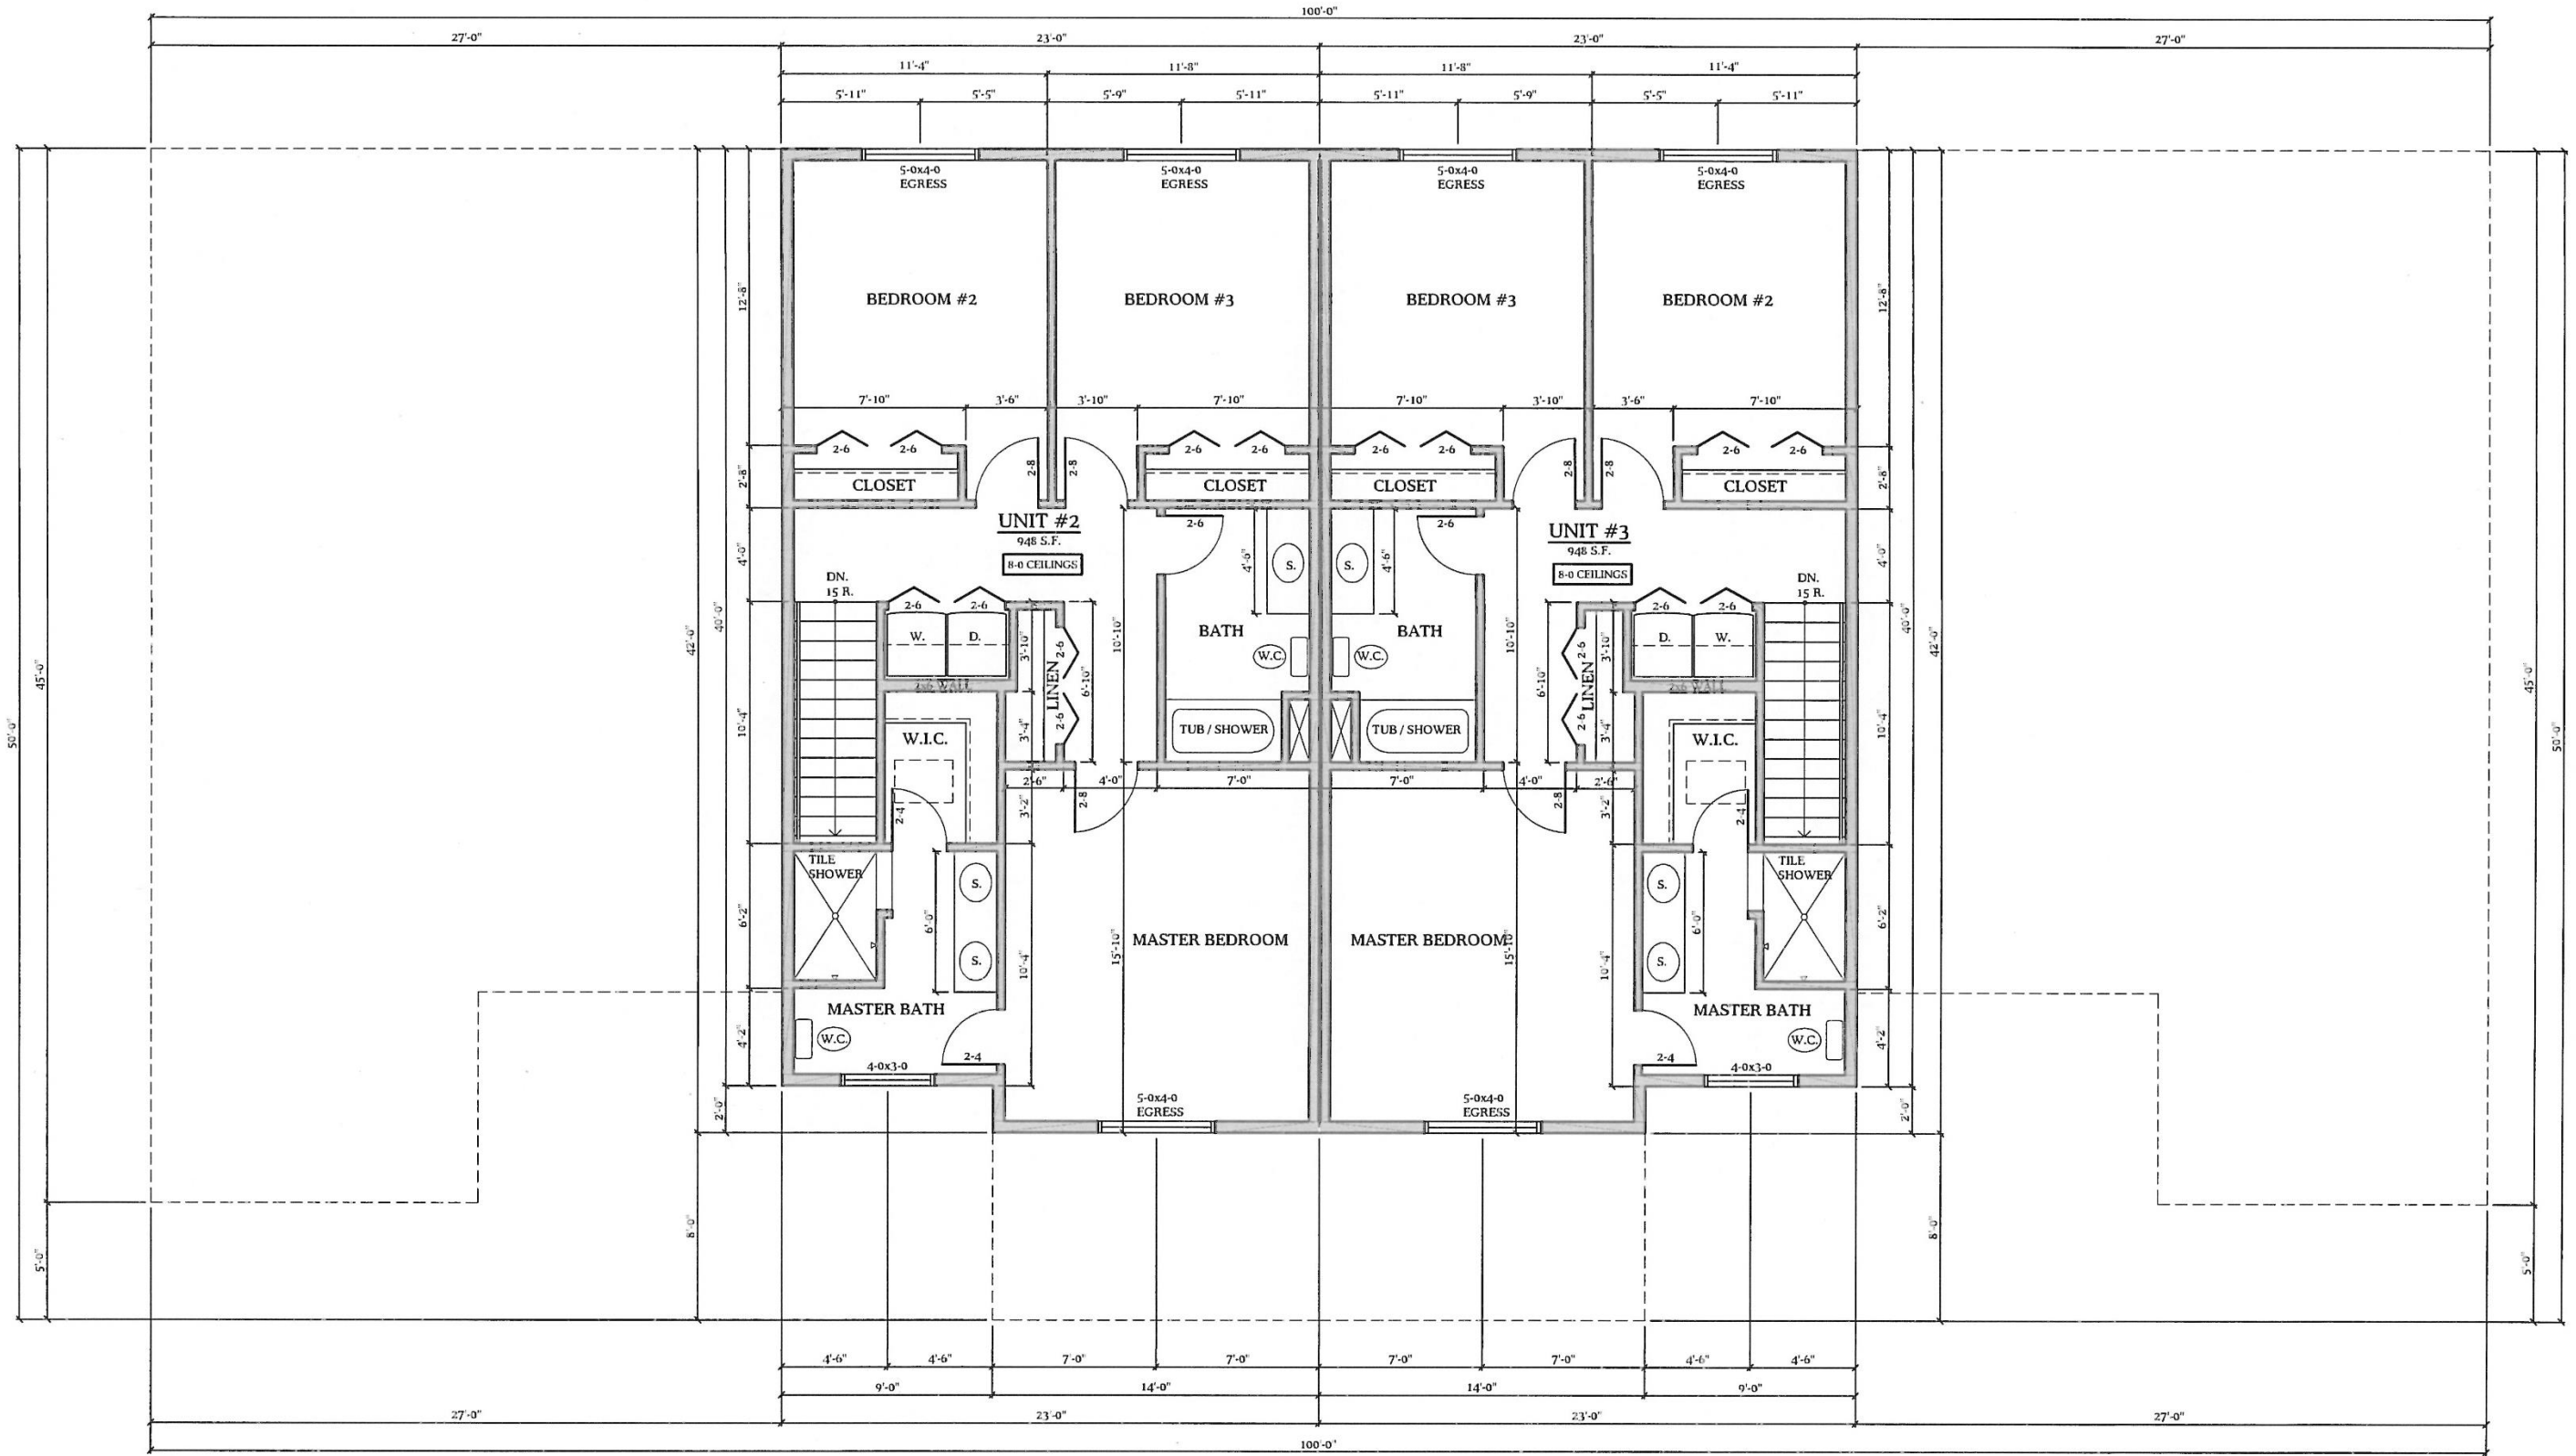 100'-0"
27'-0" 23'-0" 23'-0" 27'-0"
11'-4" 11'-8" 11'-8" 11'-4"
5'-11" 5'-5" 5'-9" 5'-11" 5'-11" 5'-9" 5'-5" 5'-11"
5-0x4-0 5-0x4-0 5-0x4-0 5-0x4-0
EGRESS EGRESS EGRESS EGRESS
12'-8" 12'-8"
BEDROOM #2 BEDROOM #3 BEDROOM #3 BEDROOM #2
7'-10" 3'-6" 3'-10" 7'-10" 7'-10" 3'-10" 3'-6" 7'-10"
2-6 2-6 2-6 2-6 2-6 2-6 2-6 2-6
2'-8" 2-8 2-8 2-8 2-8 2'-8"
CLOSET CLOSET CLOSET CLOSET
UNIT #2 2-6 2-6 UNIT #3
948 S.F. 948 S.F.
4'-0" 8-0 CEILINGS 4'-6" S. S. 4'-6" 8-0 CEILINGS 4'-0"
DN. DN.
15 R. 15 R.
2-6 2-6 2-6 2-6
42'-0" 40'-0" 40'-0" 42'-0"
W. D. 3'-10" 2-6 10'-10" BATH BATH 10'-10" 2-6 3'-10" D. W.
W.C. W.C.
50'-0" 45'-0" 45'-0" 50'-0"
2x6 WALL LINEN 6'-10" 6'-10" LINEN 2x6 WALL
10'-4" W.I.C. 3'-4" 2-6 TUB / SHOWER TUB / SHOWER 2-6 3'-4" W.I.C. 10'-4"
2'-6" 4'-0" 7'-0" 7'-0" 4'-0" 2'-6"
2-4 3'-2" 2-8 2-8 3'-2" 2-4
TILE TILE
SHOWER SHOWER
S. S.
6'-2" 6'-0" 6'-0" 6'-2"
S. 10'-4" 15'-10" MASTER BEDROOM MASTER BEDROOM 15'-10" 10'-4" S.
MASTER BATH MASTER BATH
4'-2" W.C. W.C. 4'-2"
2-4 2-4
4-0x3-0 4-0x3-0
2'-0" 5-0x4-0 5-0x4-0 2'-0"
EGRESS EGRESS
8'-0" 8'-0"
5'-0" 5'-0"
4'-6" 4'-6" 7'-0" 7'-0" 7'-0" 7'-0" 4'-6" 4'-6"
9'-0" 14'-0" 14'-0" 9'-0"
27'-0" 23'-0" 23'-0" 27'-0"
100'-0"